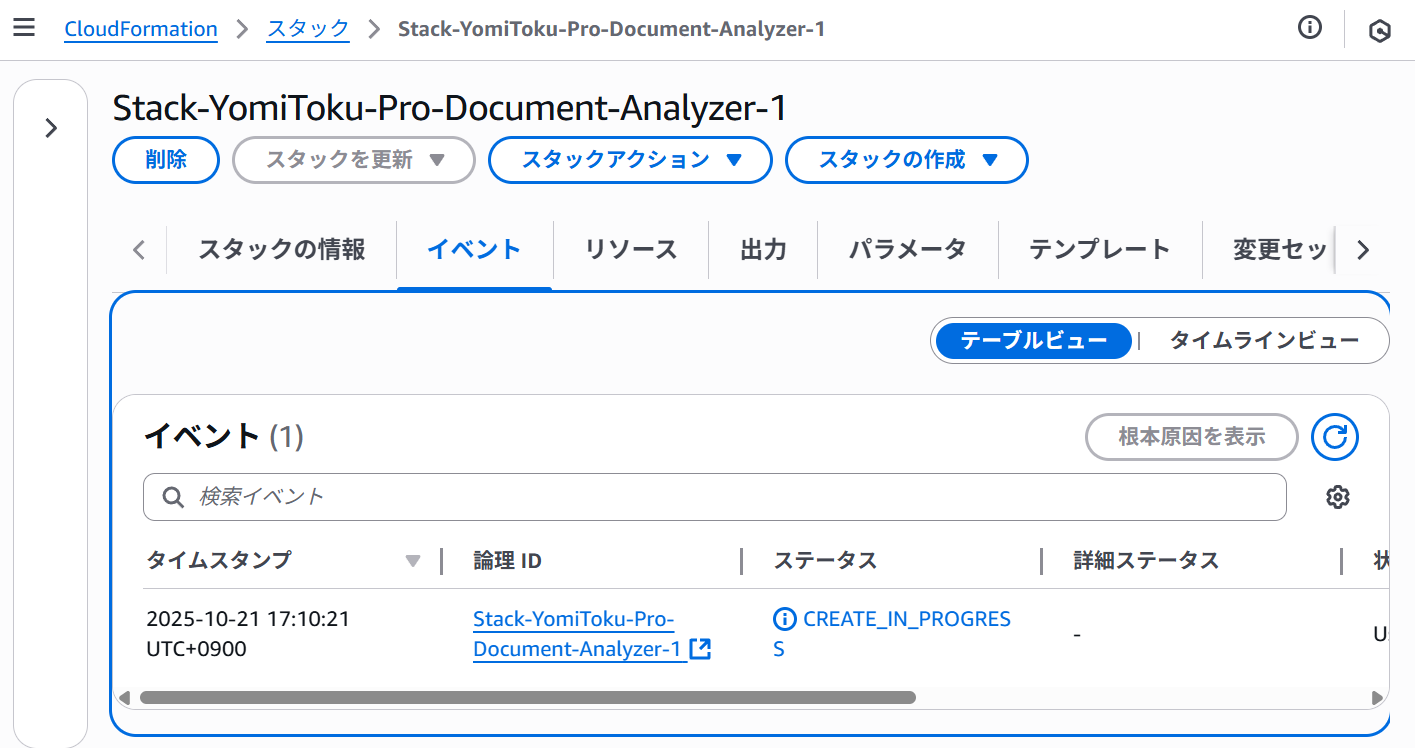 CloudFormation > スタック > Stack-YomiToku-Pro-Document-Analyzer-1
Stack-YomiToku-Pro-Document-Analyzer-1
削除 スタックを更新 スタックアクション スタックの作成
スタックの情報 イベント リソース 出力 パラメータ テンプレート 変更セッ
テーブルビュー | タイムラインビュー
イベント (1) 根本原因を表示
検索イベント
タイムスタンプ 論理 ID ステータス 詳細ステータス 状
2025-10-21 17:10:21 Stack-YomiToku-Pro- CREATE_IN_PROGRES
UTC+0900 Document-Analyzer-1 S - U